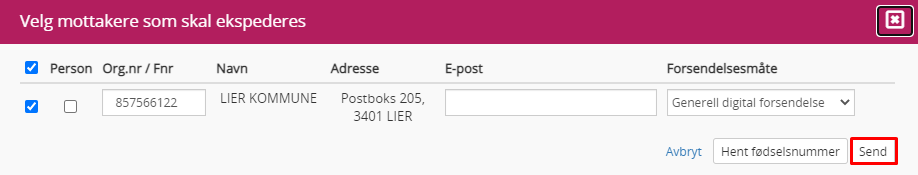 Velg mottakere som skal ekspederes
Person Org.nr / Fnr Navn Adresse E-post Forsendelsesmåte
857566122 LIER KOMMUNE Postboks 205, Generell digital forsendelse
3401 LIER
Avbryt Hent fødselsnummer Send